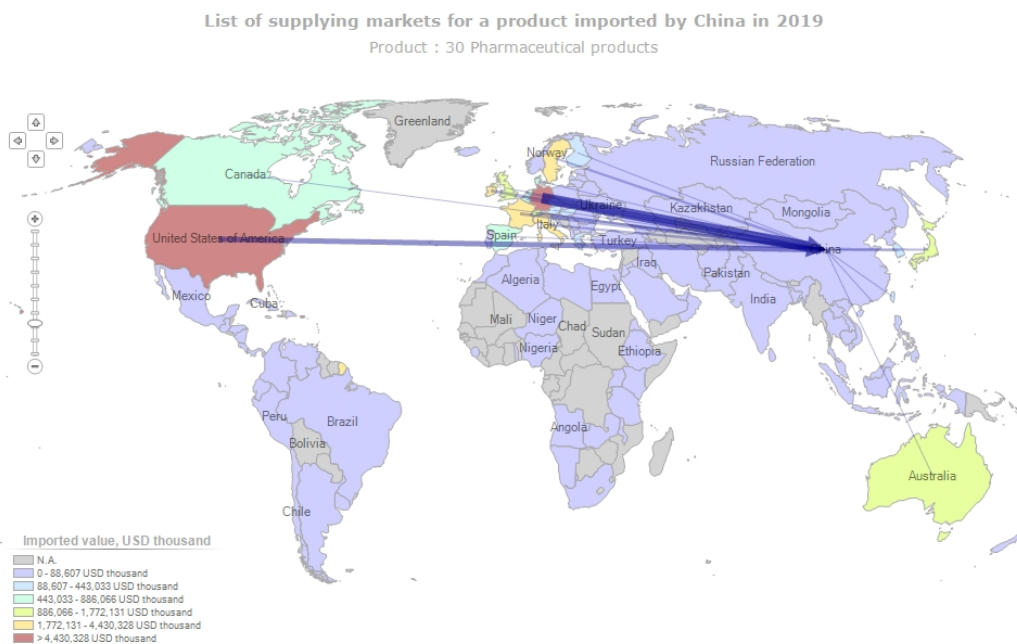 List of supplying markets for a product imported by China in 2019
Product : 30 Pharmaceutical products
Greenland
Norway
Russian Federation
Canada
Ukraine
Kazakhstan
Mongolia
United States of America
Spain
Italy
Turkey
Iraq
Pakistan
India
Mexico
Cuba
Algeria
Egypt
Mali
Niger
Chad
Sudan
Nigeria
Ethiopia
Peru
Brazil
Bolivia
Angola
Chile
Australia
Imported value, USD thousand
N.A.
0 - 88,607 USD thousand
88,607 - 443,033 USD thousand
443,033 - 886,066 USD thousand
886,066 - 1,772,131 USD thousand
1,772,131 - 4,430,328 USD thousand
> 4,430,328 USD thousand